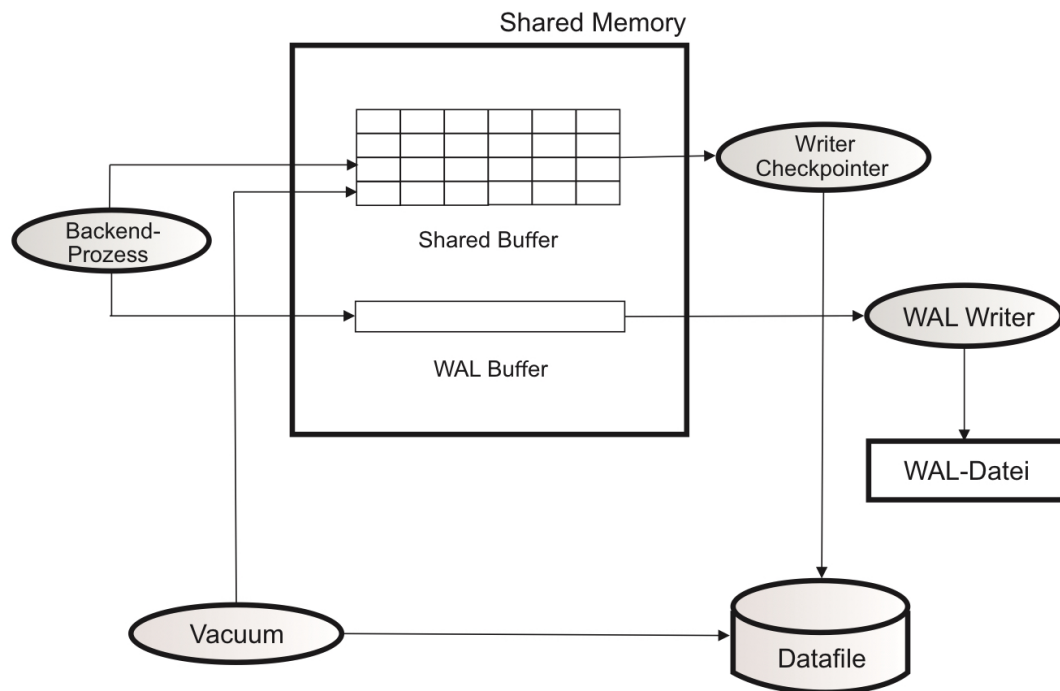 Shared Memory
Writer
Checkpointer
Backend-
Prozess
Shared Buffer
WAL Writer
WAL Buffer
WAL-Datei
Vacuum
Datafile